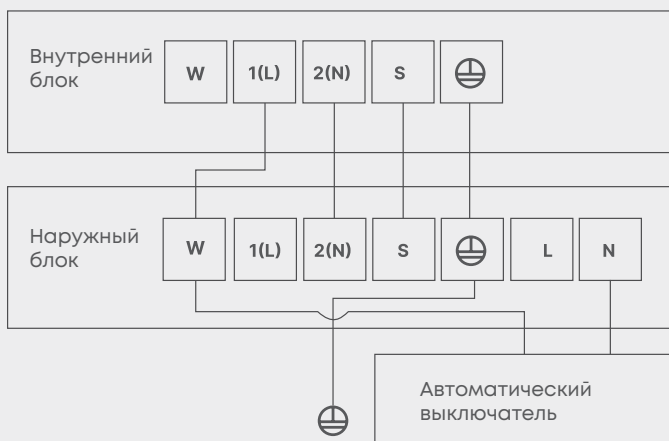 Внутренний
блок
W 1(L) 2(N) S
Наружный
блок
W 1(L) 2(N) S L N
Автоматический
выключатель